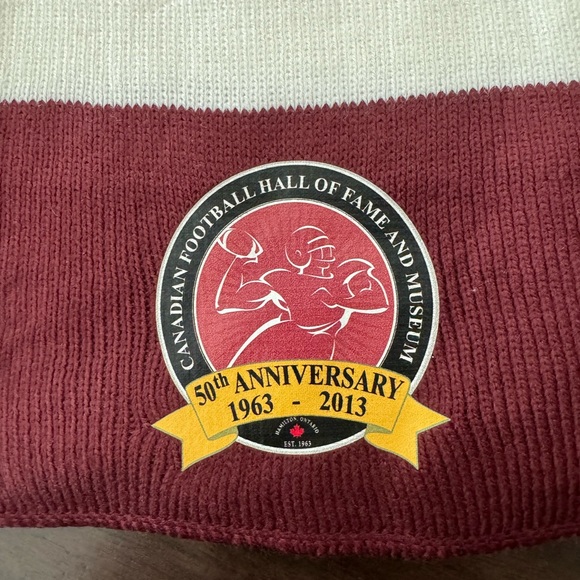 CANADIAN FOOTBALL HALL OF FAME AND MUSEUM
50th ANNIVERSARY
1963 - 2013
HAMILTON, ONTARIO
EST. 1963